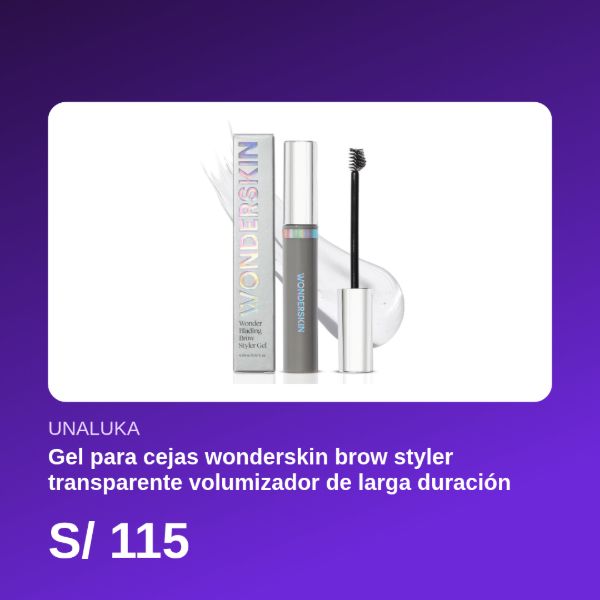 WONDERSKIN
Wonder
Blading
Brow
Styler Gel
WONDERSKIN
UNALUKA
Gel para cejas wonderskin brow styler
transparente volumizador de larga duración
S/ 115